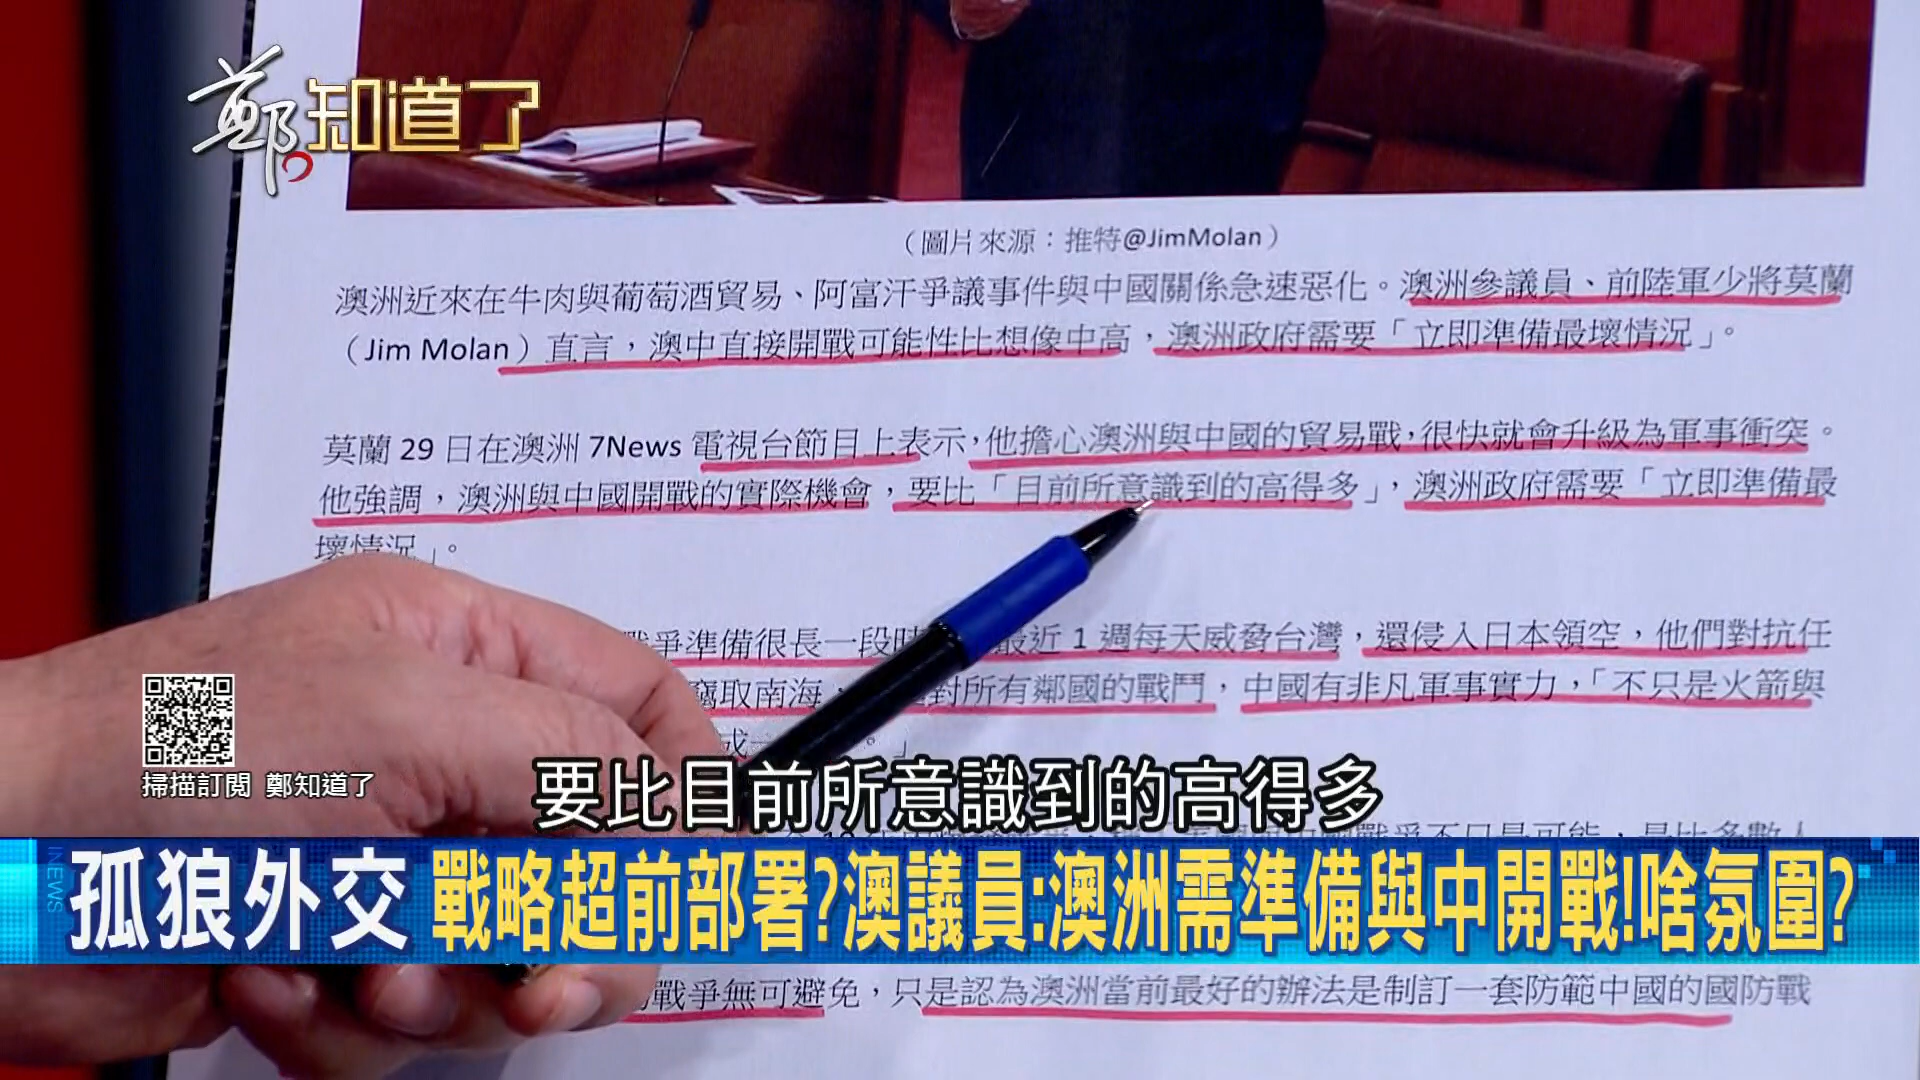 鄭知道了
（圖片來源：推特@JimMolan）
澳洲近來在牛肉與葡萄酒貿易、阿富汗爭議事件與中國關係急速惡化。澳洲參議員、前陸軍少將莫蘭
（Jim Molan）直言，澳中直接開戰可能性比想像中高，澳洲政府需要「立即準備最壞情況」。
莫蘭 29 日在澳洲 7News 電視台節目上表示，他擔心澳洲與中國的貿易戰，很快就會升級為軍事衝突。
他強調，澳洲與中國開戰的實際機會，要比「目前所意識到的高得多」，澳洲政府需要「立即準備最
壞情況」。
爭準備很長一段 最近 1 週每天威脅台灣，還侵入日本領空，他們對抗任
竊取南海， 對所有鄰國的戰鬥，中國有非凡軍事實力，「不只是火箭與
掃描訂閱 鄭知道了
要比目前所意識到的高得多
NEWS
孤狼外交 戰略超前部署?澳議員:澳洲需準備與中開戰!啥氛圍?
戰爭無可避免，只是認為澳洲當前最好的辦法是制訂一套防範中國的國防戰